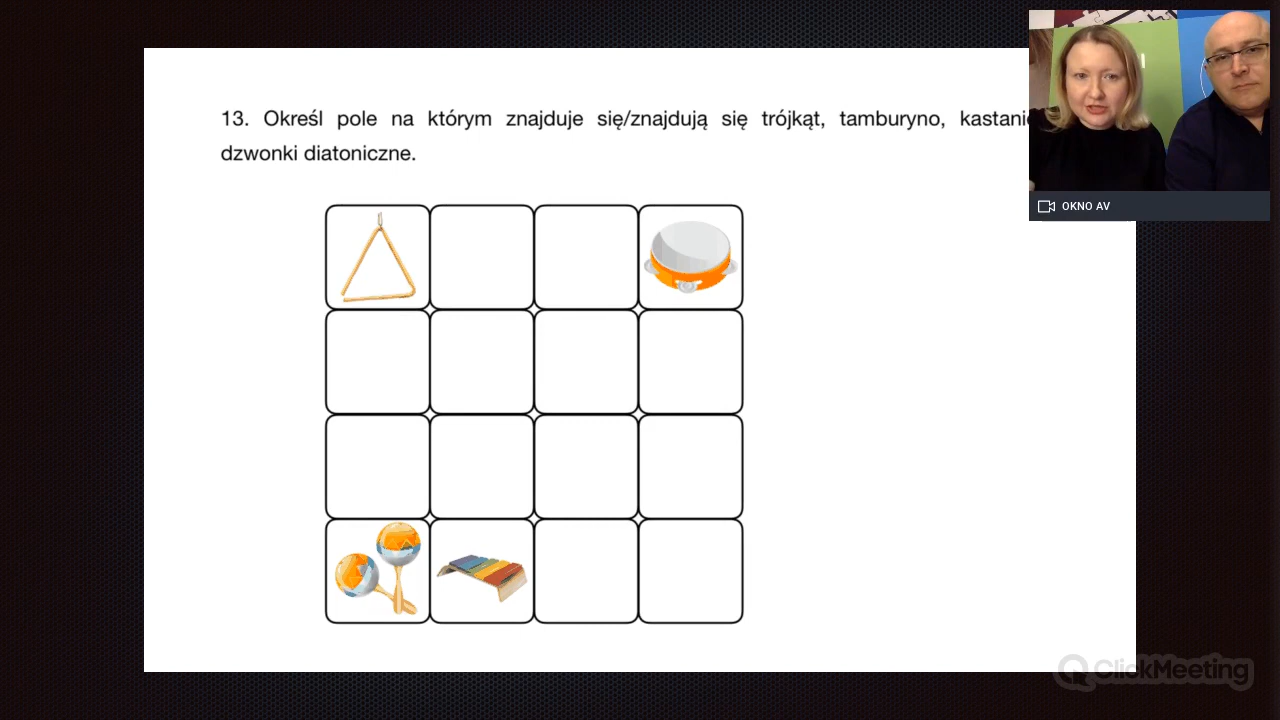 13. Określ pole na którym znajduje się/znajdują się trójkąt, tamburyno,
dzwonki diatoniczne.
OKNO AV
ClickMeeting